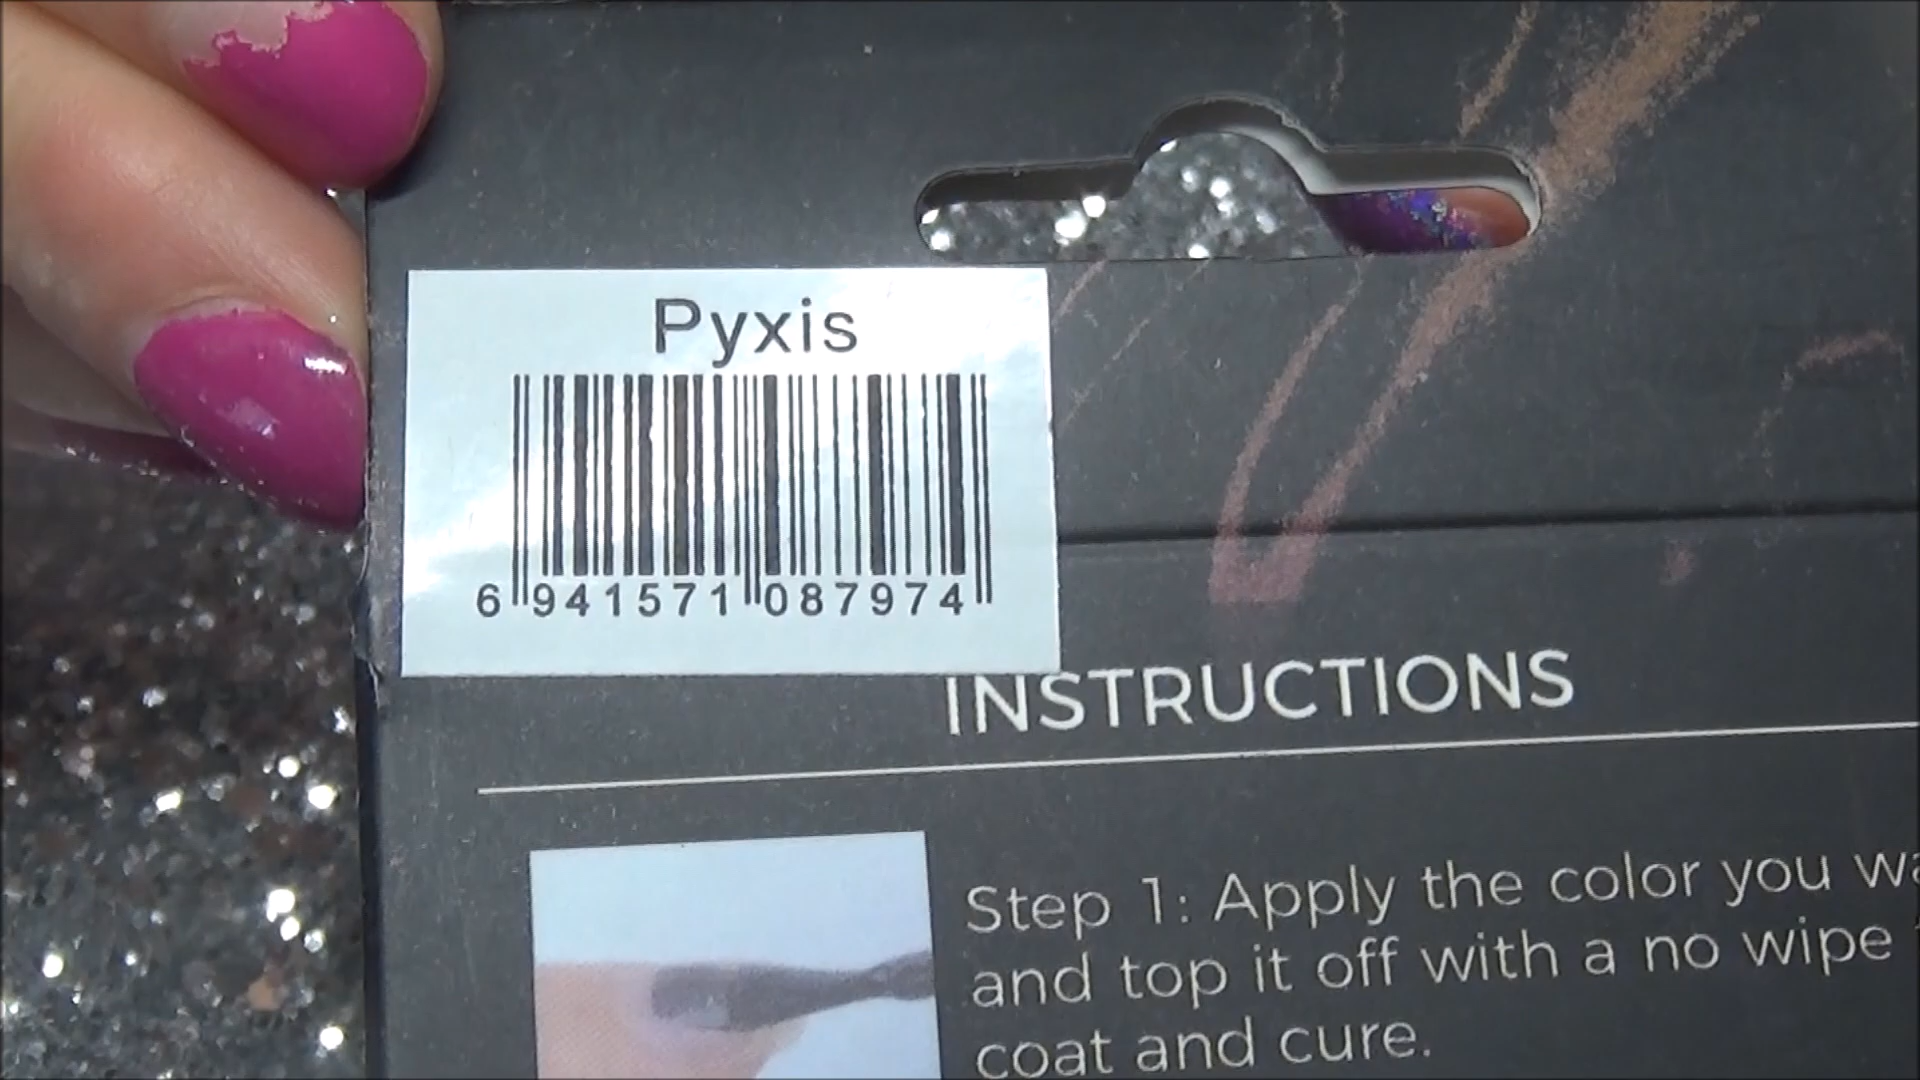 Pyxis
6 941571 087974
INSTRUCTIONS
Step 1: Apply the color you
and top it off with a no wipe
coat and cure.